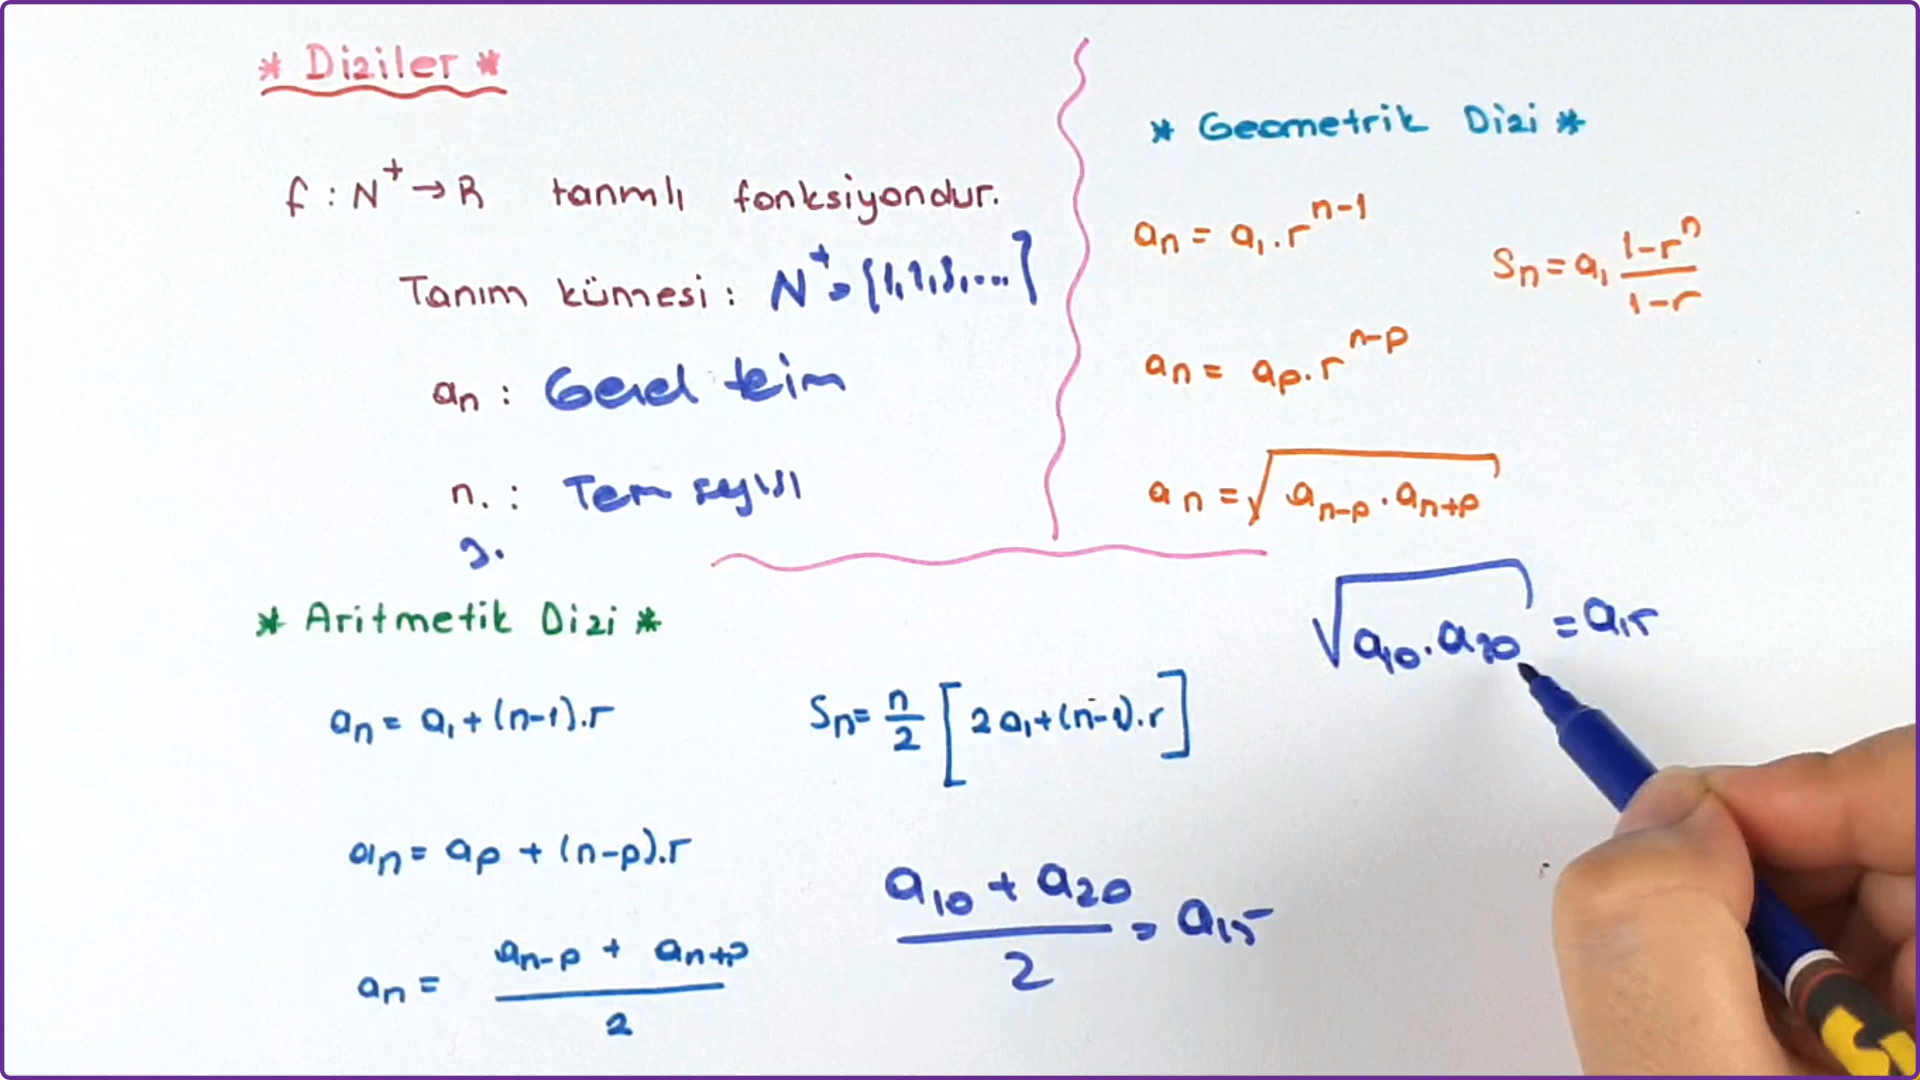 * Diziler *
f : N⁺ → R tanımlı fonksiyondur.
Tanım kümesi : N⁺ = {1, 2, 3, ...}
aₙ : Genel terim
n. : Terim sayısı
3.
* Geometrik Dizi *
aₙ = a₁ . r^(n-1)
Sₙ = a₁ (1-rⁿ)/(1-r)
aₙ = aₚ . r^(n-p)
aₙ = √(aₙ₋ₚ . aₙ₊ₚ)
√(a₁₀ . a₂₀) = a₁₅
* Aritmetik Dizi *
aₙ = a₁ + (n-1).r
Sₙ = n/2 [2a₁+(n-1).r]
aₙ = aₚ + (n-p).r
aₙ = (aₙ₋ₚ + aₙ₊ₚ)/2
(a₁₀ + a₂₀)/2 = a₁₅